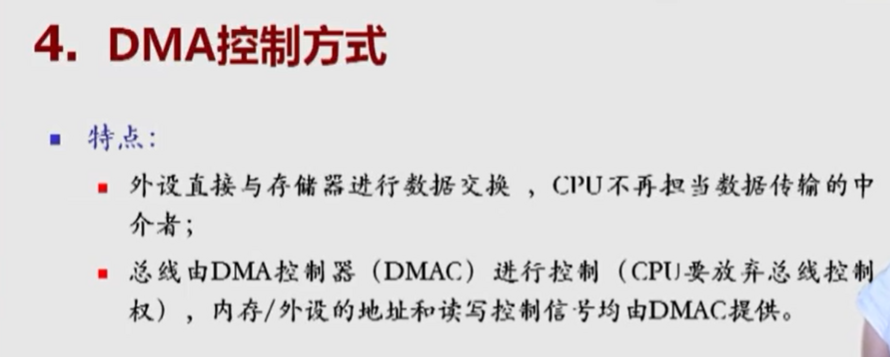 4. DMA控制方式
特点：
外设直接与存储器进行数据交换，CPU不再担当数据传输的中
介者；
总线由DMA控制器（DMAC）进行控制（CPU要放弃总线控制
权），内存/外设的地址和读写控制信号均由DMAC提供。